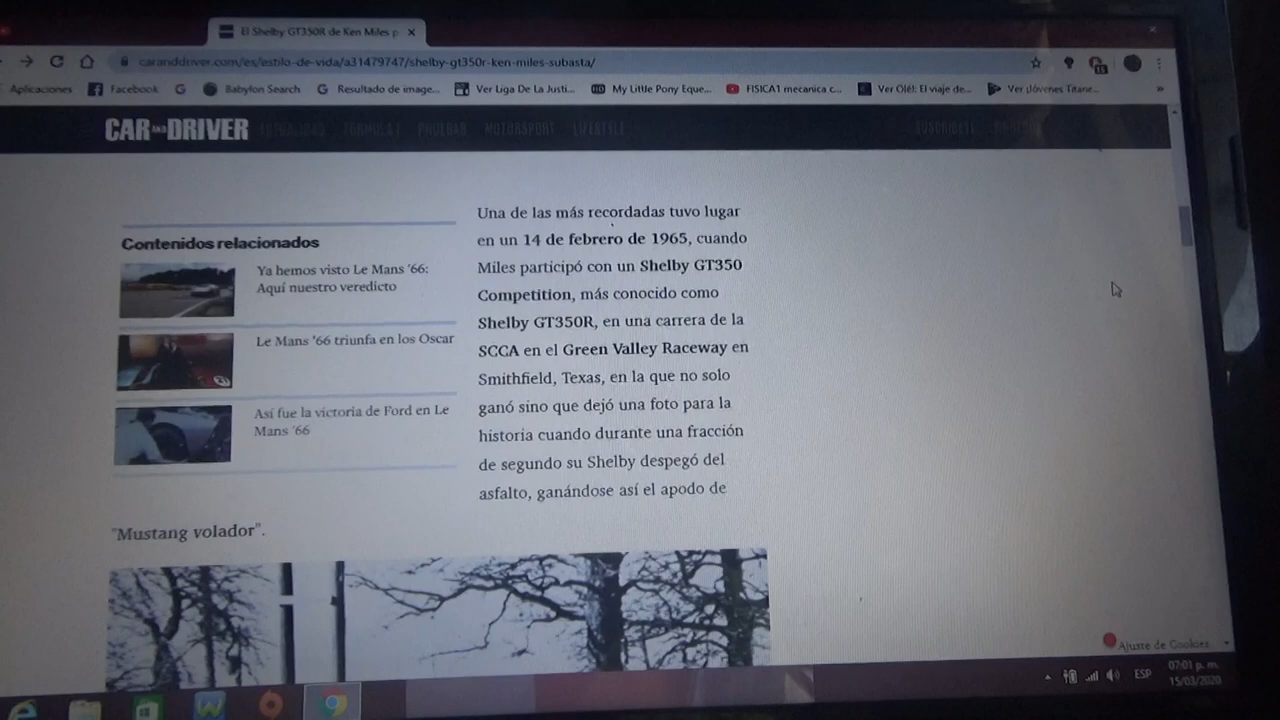 El Shelby GT350R de Ken Miles p
caranddriver.com/es/estilo-de-vida/a31479747/shelby-gt350r-ken-miles-subasta/
Aplicaciones Facebook Babylon Search Resultado de image... Ver Liga De La Justi... My Little Pony Eque... FISICA1 mecanica c... Ver Olé!: El viaje de... Ver ¡Jóvenes Titane... »
CAR AND DRIVER FORMULA 1 PRUEBAS MOTORSPORT LIFESTYLE
Contenidos relacionados
Ya hemos visto Le Mans '66:
Aquí nuestro veredicto
Le Mans '66 triunfa en los Oscar
Así fue la victoria de Ford en Le
Mans '66
Una de las más recordadas tuvo lugar
en un 14 de febrero de 1965, cuando
Miles participó con un Shelby GT350
Competition, más conocido como
Shelby GT350R, en una carrera de la
SCCA en el Green Valley Raceway en
Smithfield, Texas, en la que no solo
ganó sino que dejó una foto para la
historia cuando durante una fracción
de segundo su Shelby despegó del
asfalto, ganándose así el apodo de
"Mustang volador".
Ajuste de Cookies
ESP
07:01 p. m.
15/03/2020